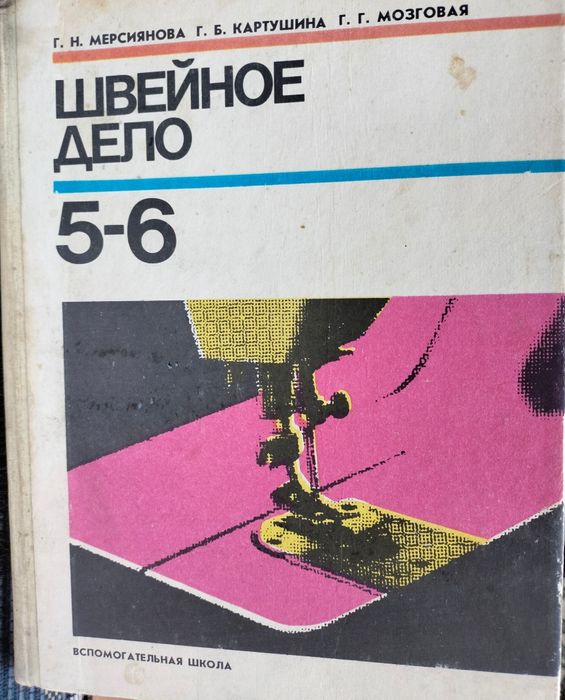 Г. Н. МЕРСИЯНОВА Г. Б. КАРТУШИНА Г. Г. МОЗГОВАЯ
ШВЕЙНОЕ
ДЕЛО
5-6
ВСПОМОГАТЕЛЬНАЯ ШКОЛА